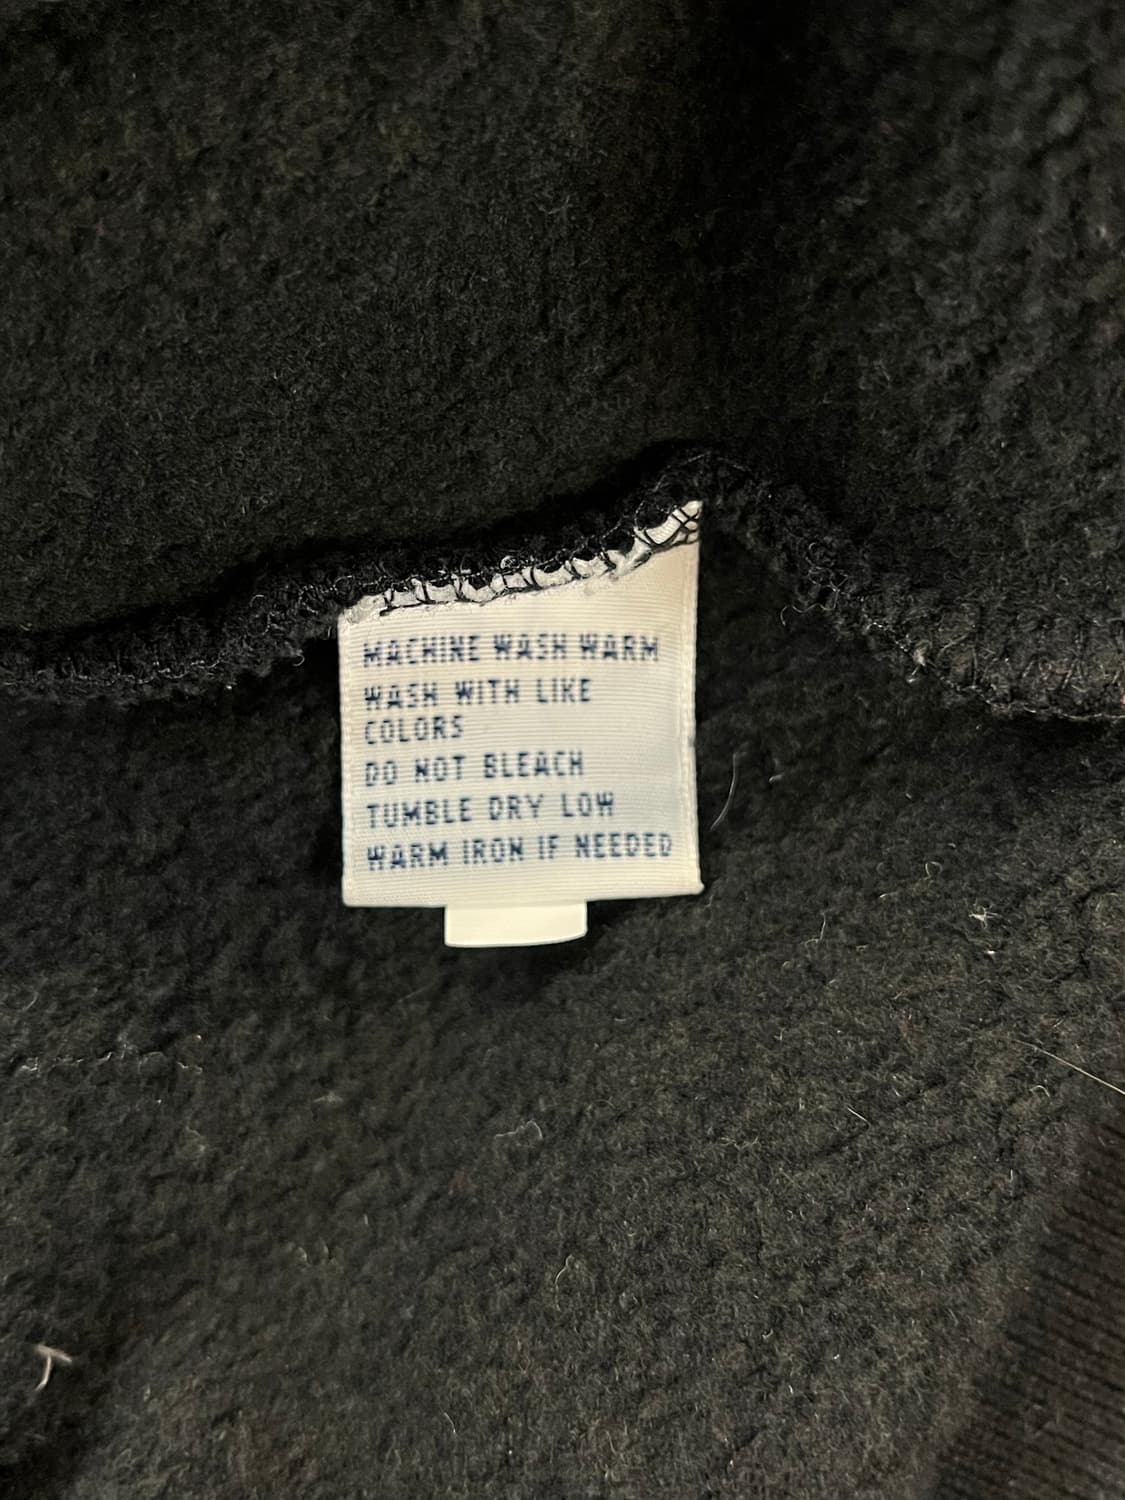 MACHINE WASH WARM
WASH WITH LIKE
COLORS
DO NOT BLEACH
TUMBLE DRY LOW
WARM IRON IF NEEDED